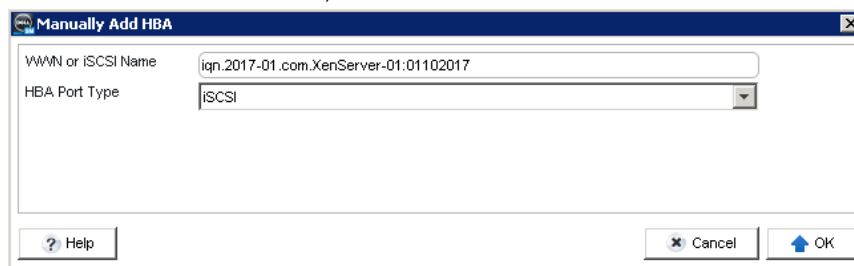 Manually Add HBA
WWN or iSCSI Name
iqn.2017-01.com.XenServer-01:01102017
HBA Port Type
iSCSI
? Help
Cancel
OK